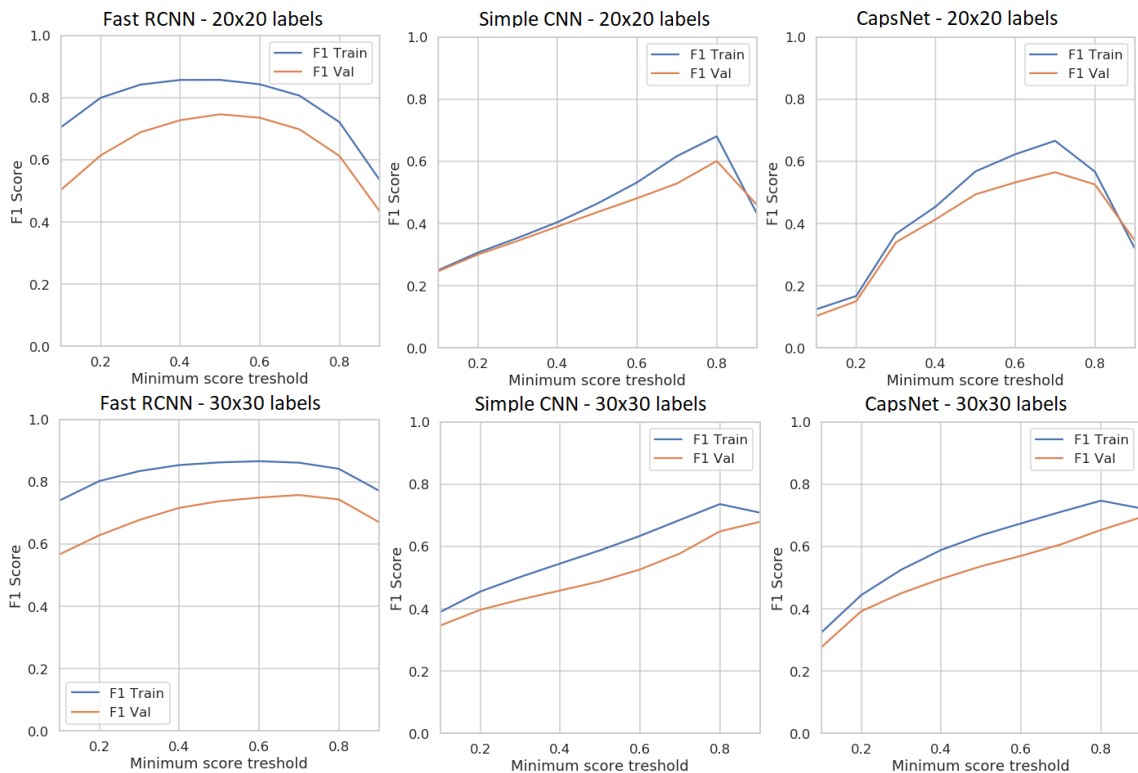 Fast RCNN - 20x20 labels
1.0
0.8
0.6
0.4
0.2
0.0
F1 Score
F1 Train
F1 Val
0.2 0.4 0.6 0.8
Minimum score treshold
Simple CNN - 20x20 labels
1.0
0.8
0.6
0.4
0.2
0.0
F1 Score
F1 Train
F1 Val
0.2 0.4 0.6 0.8
Minimum score treshold
CapsNet - 20x20 labels
1.0
0.8
0.6
0.4
0.2
0.0
F1 Score
F1 Train
F1 Val
0.2 0.4 0.6 0.8
Minimum score treshold
Fast RCNN - 30x30 labels
1.0
0.8
0.6
0.4
0.2
0.0
F1 Score
F1 Train
F1 Val
0.2 0.4 0.6 0.8
Minimum score treshold
Simple CNN - 30x30 labels
1.0
0.8
0.6
0.4
0.2
0.0
F1 Score
F1 Train
F1 Val
0.2 0.4 0.6 0.8
Minimum score treshold
CapsNet - 30x30 labels
1.0
0.8
0.6
0.4
0.2
0.0
F1 Score
F1 Train
F1 Val
0.2 0.4 0.6 0.8
Minimum score treshold